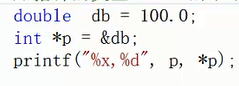 double  db = 100.0;
int *p = &db;
printf("%x,%d", p, *p);